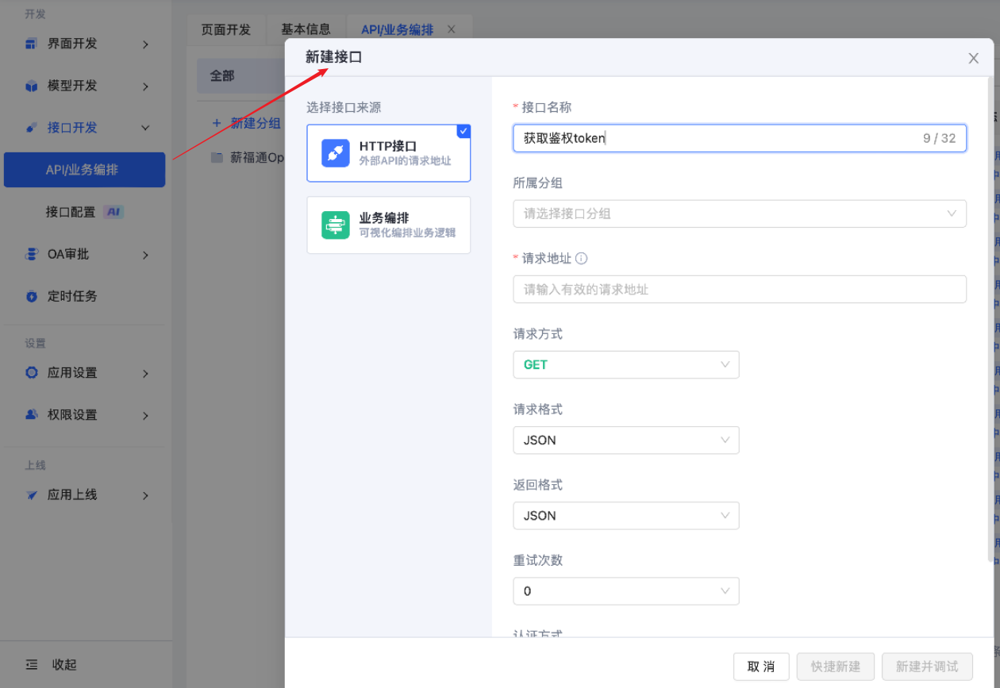 开发
界面开发
模型开发
接口开发
API/业务编排
接口配置 AI
OA审批
定时任务
设置
应用设置
权限设置
上线
应用上线
收起
页面开发
基本信息
API/业务编排
全部
+ 新建分组
薪福通Op
新建接口
选择接口来源
HTTP接口
外部API的请求地址
业务编排
可视化编排业务逻辑
* 接口名称
获取鉴权token
9 / 32
所属分组
请选择接口分组
* 请求地址
请输入有效的请求地址
请求方式
GET
请求格式
JSON
返回格式
JSON
重试次数
0
认证方式
取 消
快捷新建
新建并调试